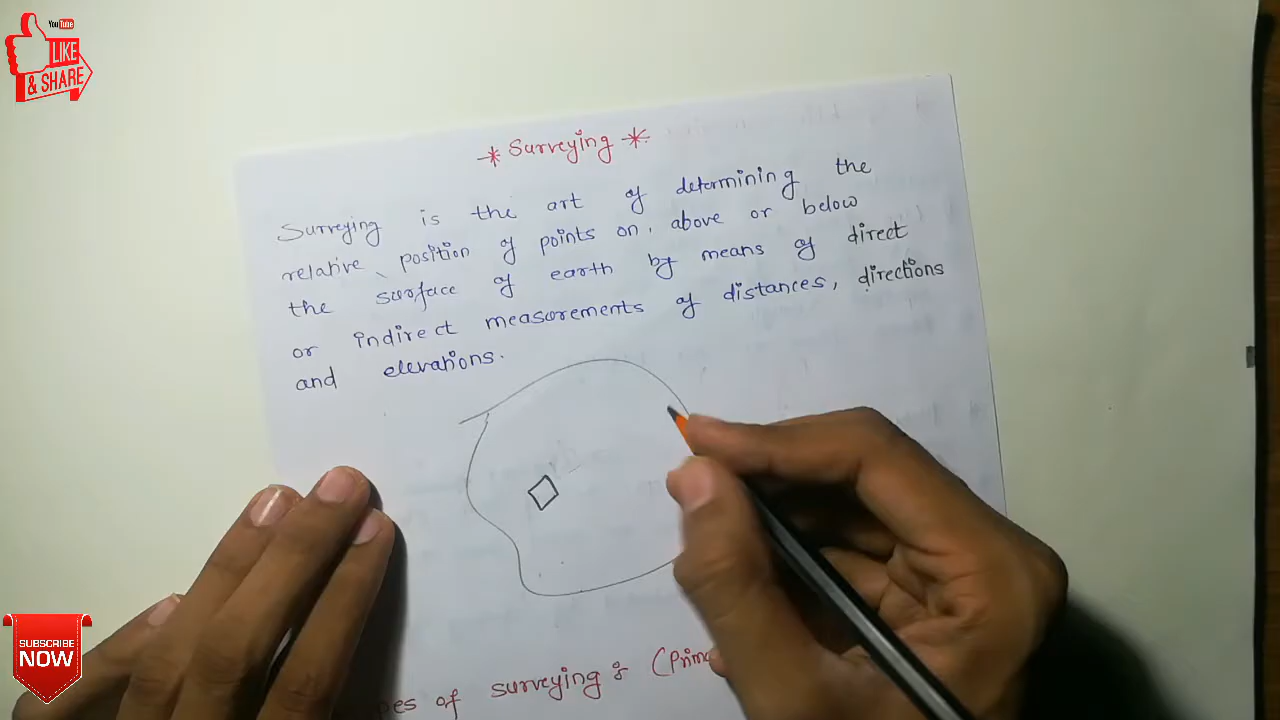 YouTube
LIKE
& SHARE
* Surveying *
Surveying is the art of determining the
relative position of points on, above or below
the surface of earth by means of direct
or indirect measurements of distances, directions
and elevations.
of surveying:
SUBSCRIBE
NOW